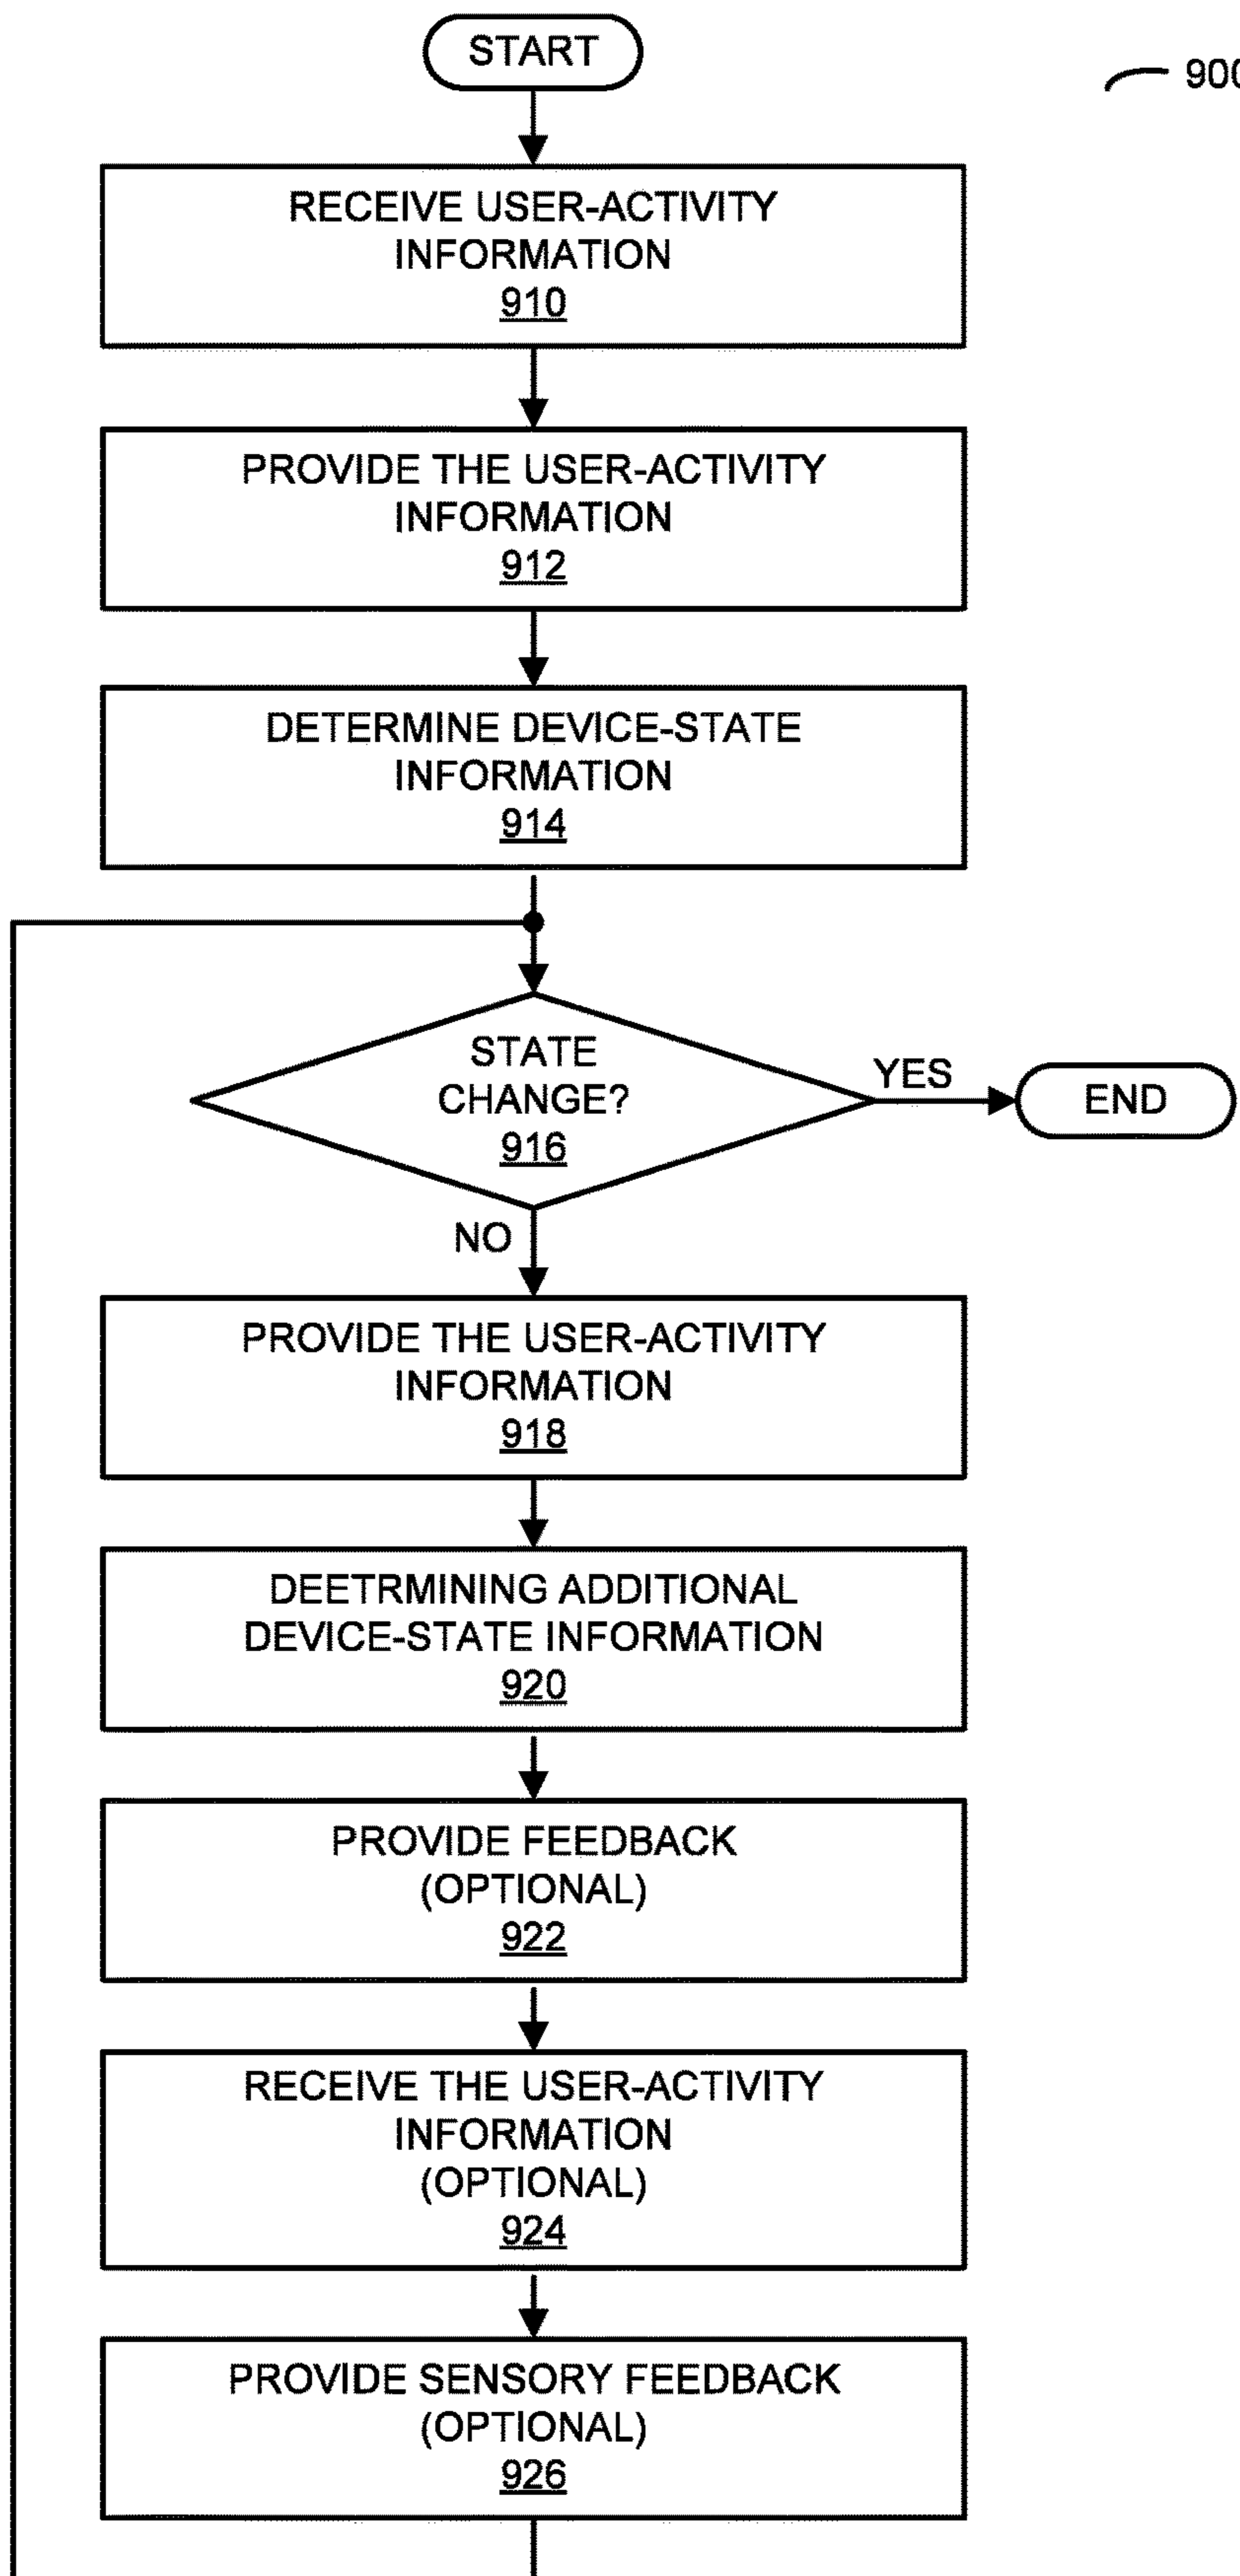 START
900
RECEIVE USER-ACTIVITY
INFORMATION
910
PROVIDE THE USER-ACTIVITY
INFORMATION
912
DETERMINE DEVICE-STATE
INFORMATION
914
STATE
CHANGE?
916
YES
END
NO
PROVIDE THE USER-ACTIVITY
INFORMATION
918
DEETRMINING ADDITIONAL
DEVICE-STATE INFORMATION
920
PROVIDE FEEDBACK
(OPTIONAL)
922
RECEIVE THE USER-ACTIVITY
INFORMATION
(OPTIONAL)
924
PROVIDE SENSORY FEEDBACK
(OPTIONAL)
926